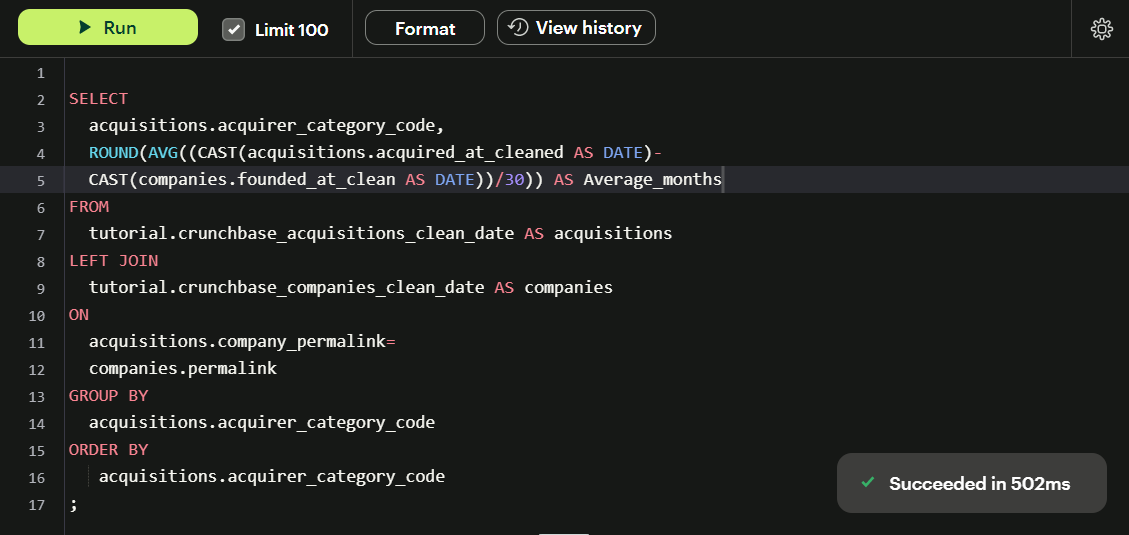 Run Limit 100 Format View history
1
2 SELECT
3 acquisitions.acquirer_category_code,
4 ROUND(AVG((CAST(acquisitions.acquired_at_cleaned AS DATE)-
5 CAST(companies.founded_at_clean AS DATE))/30)) AS Average_months
6 FROM
7 tutorial.crunchbase_acquisitions_clean_date AS acquisitions
8 LEFT JOIN
9 tutorial.crunchbase_companies_clean_date AS companies
10 ON
11 acquisitions.company_permalink=
12 companies.permalink
13 GROUP BY
14 acquisitions.acquirer_category_code
15 ORDER BY
16 acquisitions.acquirer_category_code
17 ;
Succeeded in 502ms